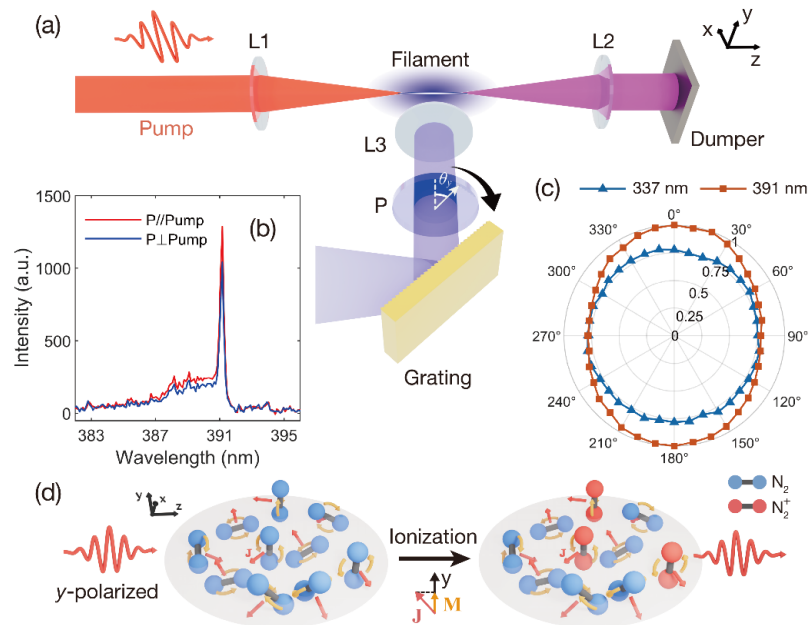 (a)
L1
Filament
L2
x
y
z
Pump
L3
Dumper
θy
P
Grating
(b)
1500
1000
500
0
Intensity (a.u.)
P//Pump
P⊥Pump
383
387
391
395
Wavelength (nm)
(c)
337 nm
391 nm
0°
30°
60°
90°
120°
150°
180°
210°
240°
270°
300°
330°
1
0.75
0.5
0.25
0
(d)
y
x
z
y-polarized
J
Ionization
y
J
M
J
N2
N2+